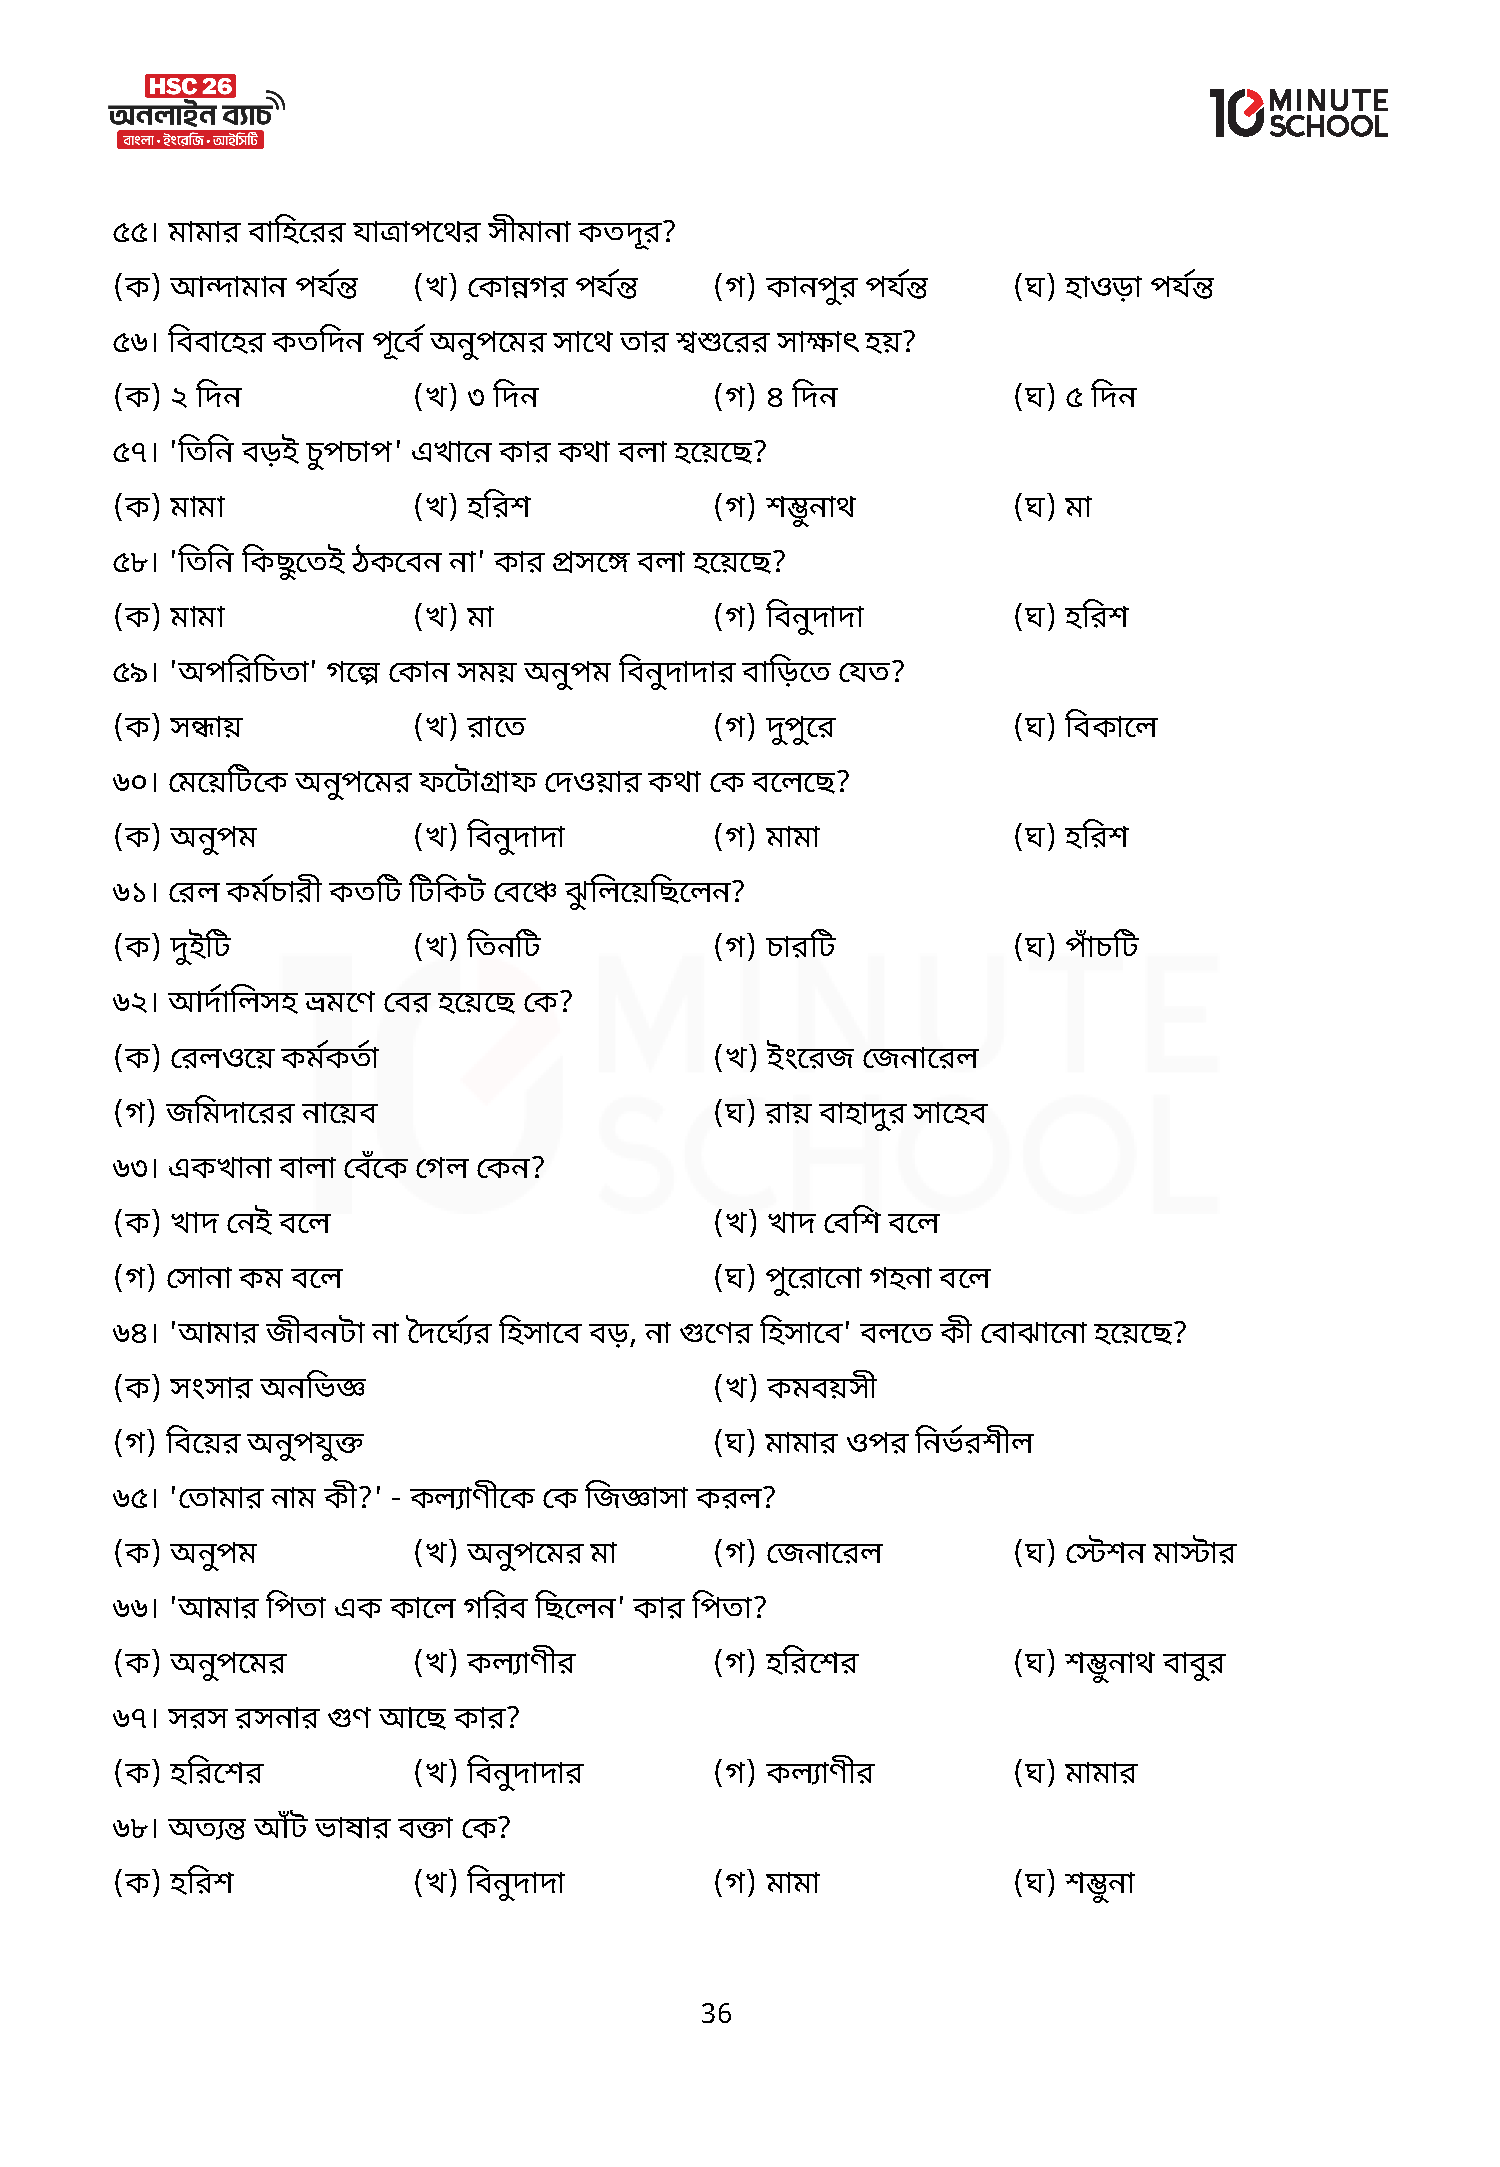 HSC 26
অনলাইন ব্যাচ
বাংলা • ইংরেজি • আইসিটি
10 MINUTE SCHOOL
৫৫। মামার বাহিরের যাত্রাপথের সীমানা কতদূর?
(ক) আন্দামান পর্যন্ত (খ) কোন্নগর পর্যন্ত (গ) কানপুর পর্যন্ত (ঘ) হাওড়া পর্যন্ত
৫৬। বিবাহের কতদিন পূর্বে অনুপমের সাথে তার শ্বশুরের সাক্ষাৎ হয়?
(ক) ২ দিন (খ) ৩ দিন (গ) ৪ দিন (ঘ) ৫ দিন
৫৭। 'তিনি বড়ই চুপচাপ' এখানে কার কথা বলা হয়েছে?
(ক) মামা (খ) হরিশ (গ) শম্ভুনাথ (ঘ) মা
৫৮। 'তিনি কিছুতেই ঠকবেন না' কার প্রসঙ্গে বলা হয়েছে?
(ক) মামা (খ) মা (গ) বিনুদাদা (ঘ) হরিশ
৫৯। 'অপরিচিতা' গল্পে কোন সময় অনুপম বিনুদাদার বাড়িতে যেত?
(ক) সন্ধায় (খ) রাতে (গ) দুপুরে (ঘ) বিকালে
৬০। মেয়েটিকে অনুপমের ফটোগ্রাফ দেওয়ার কথা কে বলেছে?
(ক) অনুপম (খ) বিনুদাদা (গ) মামা (ঘ) হরিশ
৬১। রেল কর্মচারী কতটি টিকিট বেঞ্চে ঝুলিয়েছিলেন?
(ক) দুইটি (খ) তিনটি (গ) চারটি (ঘ) পাঁচটি
৬২। আর্দালিসহ ভ্রমণে বের হয়েছে কে?
(ক) রেলওয়ে কর্মকর্তা (খ) ইংরেজ জেনারেল
(গ) জমিদারের নায়েব (ঘ) রায় বাহাদুর সাহেব
৬৩। একখানা বালা বেঁকে গেল কেন?
(ক) খাদ নেই বলে (খ) খাদ বেশি বলে
(গ) সোনা কম বলে (ঘ) পুরোনো গহনা বলে
৬৪। 'আমার জীবনটা না দৈর্ঘ্যের হিসাবে বড়, না গুণের হিসাবে' বলতে কী বোঝানো হয়েছে?
(ক) সংসার অনভিজ্ঞ (খ) কমবয়সী
(গ) বিয়ের অনুপযুক্ত (ঘ) মামার ওপর নির্ভরশীল
৬৫। 'তোমার নাম কী?' - কল্যাণীকে কে জিজ্ঞাসা করল?
(ক) অনুপম (খ) অনুপমের মা (গ) জেনারেল (ঘ) স্টেশন মাস্টার
৬৬। 'আমার পিতা এক কালে গরিব ছিলেন' কার পিতা?
(ক) অনুপমের (খ) কল্যাণীর (গ) হরিশের (ঘ) শম্ভুনাথ বাবুর
৬৭। সরস রসনার গুণ আছে কার?
(ক) হরিশের (খ) বিনুদাদার (গ) কল্যাণীর (ঘ) মামার
৬৮। অত্যন্ত আঁট ভাষার বক্তা কে?
(ক) হরিশ (খ) বিনুদাদা (গ) মামা (ঘ) শম্ভুনা
36